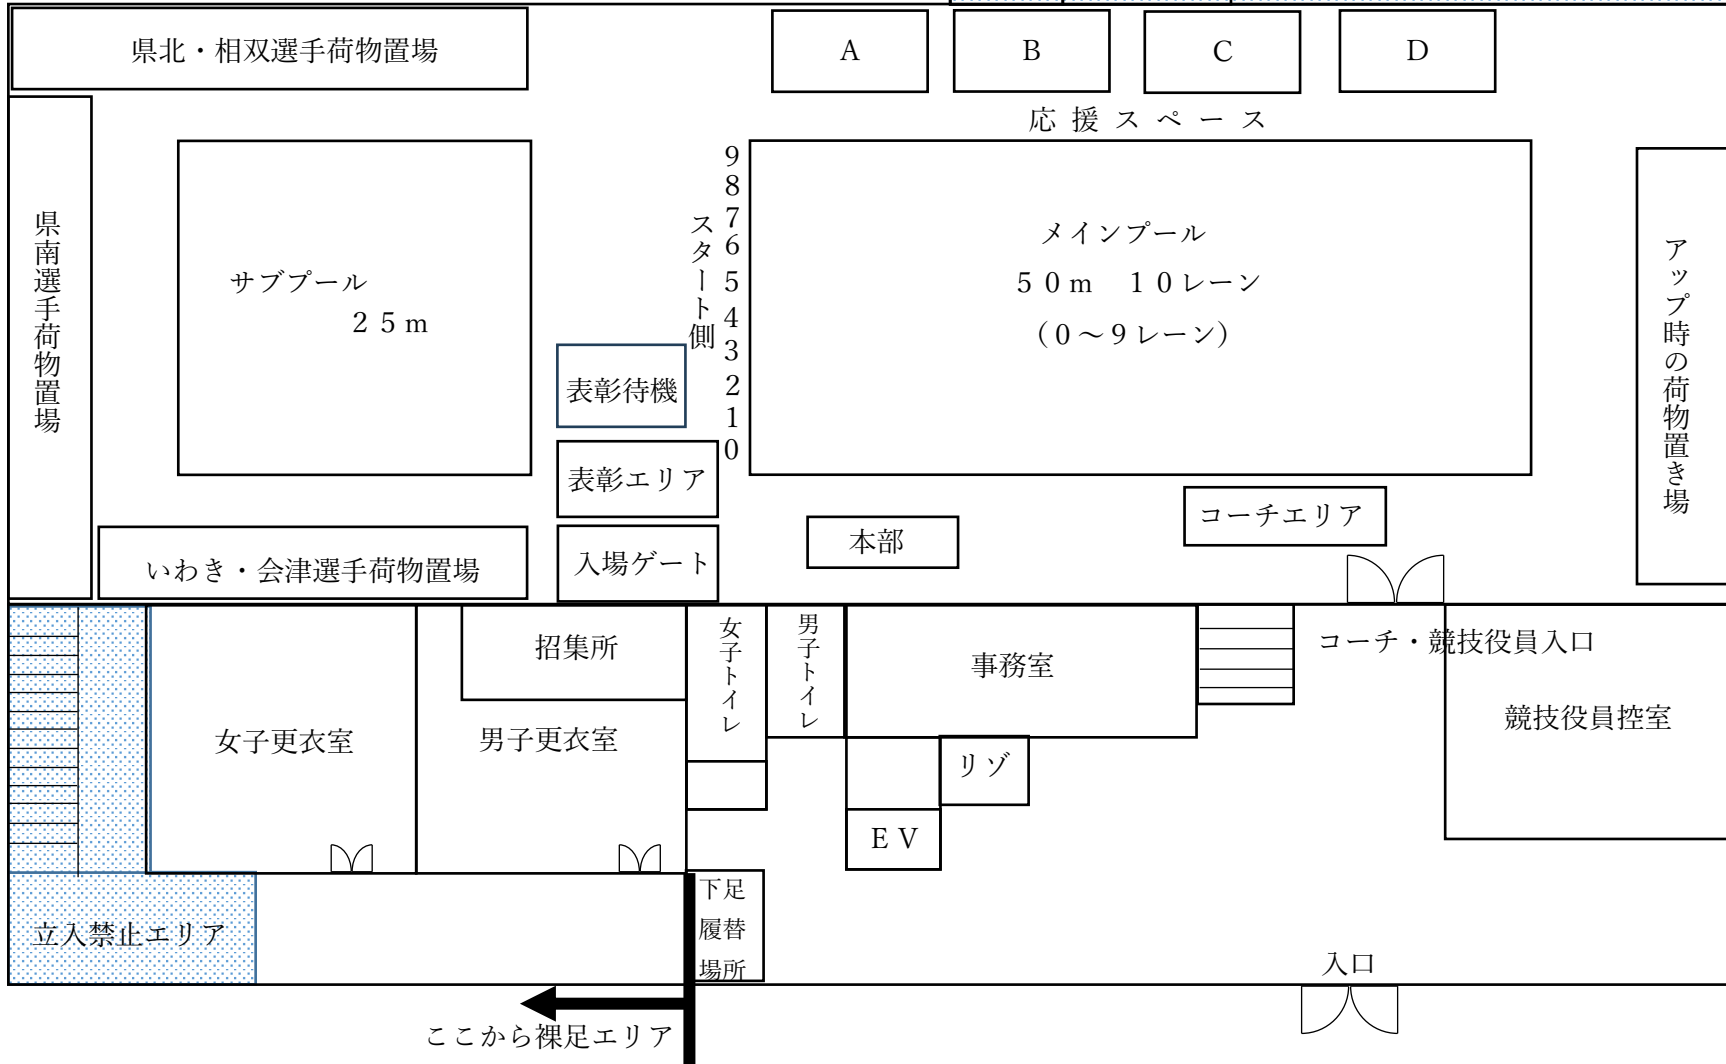 県北・相双選手荷物置場
A
B
C
D
応援スペース
県南選手荷物置場
サブプール
２５ｍ
スタート側
9
8
7
6
5
4
3
2
1
0
メインプール
５０ｍ　１０レーン
（０～９レーン）
アップ時の荷物置き場
表彰待機
表彰エリア
入場ゲート
本部
コーチエリア
いわき・会津選手荷物置場
招集所
女子トイレ
男子トイレ
事務室
コーチ・競技役員入口
競技役員控室
女子更衣室
男子更衣室
リゾ
ＥＶ
下足
履替
場所
立入禁止エリア
入口
ここから裸足エリア